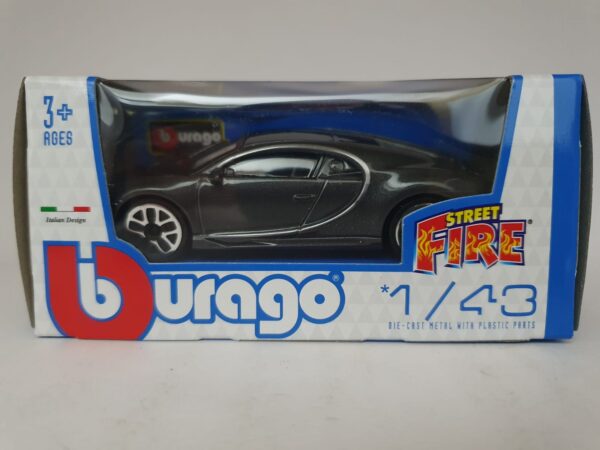 3+
AGES
burago
Italian Design
STREET
FIRE®
burago®
*1/43
DIE-CAST METAL WITH PLASTIC PARTS